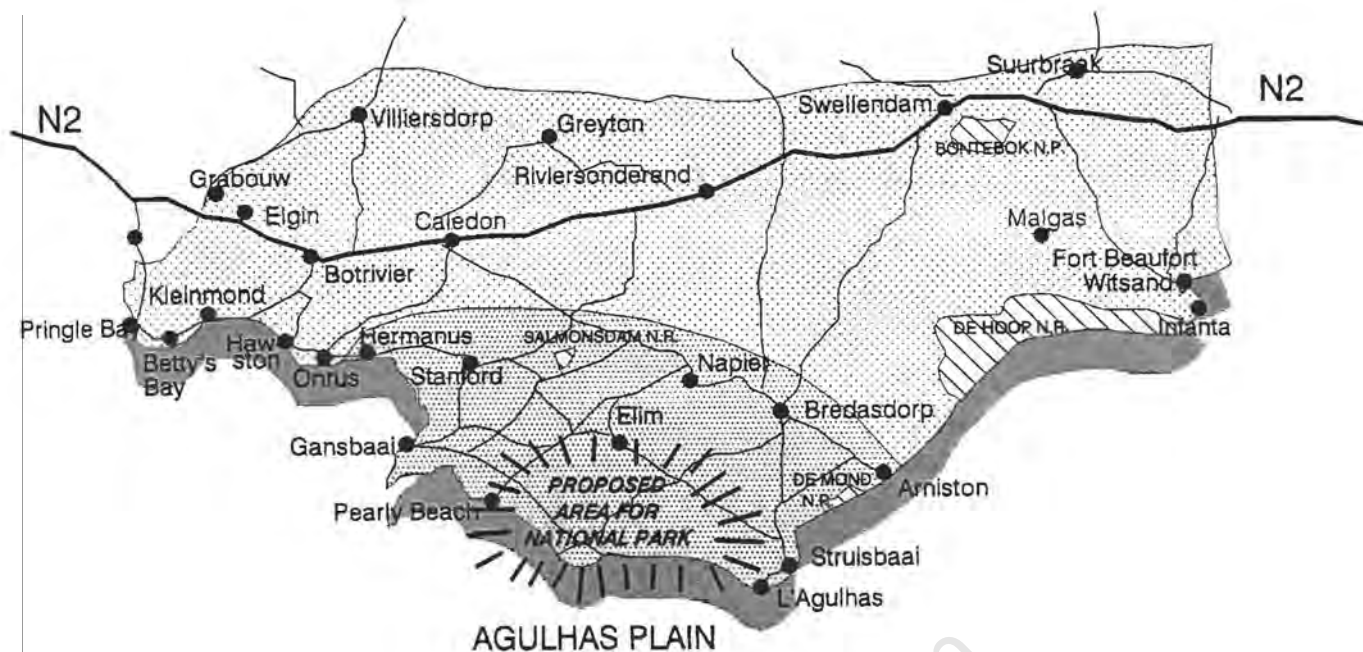 Suurbraak
N2
N2
Swellendam
Villiersdorp
Greyton
BONTEBOK N.P.
Riviersonderend
Grabouw
Elgin
Caledon
Malgas
Botrivier
Fort Beaufort
Witsand
Kleinmond
Infanta
Pringle Ba
Hermanus
SALMONSDAM N.R.
DE HOOP N.R.
Betty's
Bay
Haw
ston
Onrus
Stanford
Napier
Elim
Bredasdorp
Gansbaai
DE MOND
N.R.
Arniston
Pearly Beach
PROPOSED
AREA FOR
NATIONAL PARK
Struisbaai
L'Agulhas
AGULHAS PLAIN